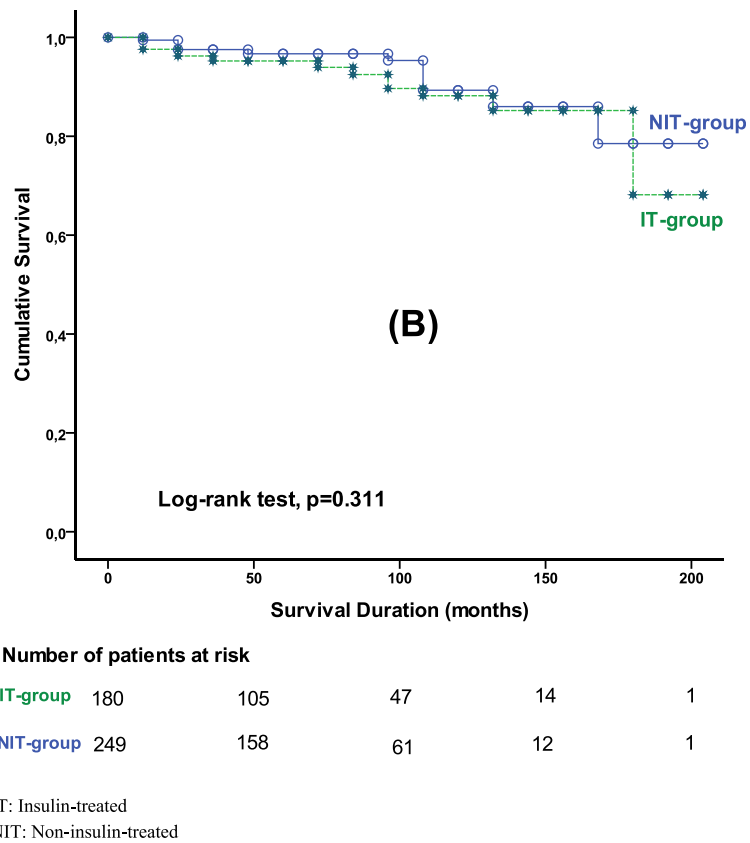 1,0
0,8
0,6
0,4
0,2
0,0
Cumulative Survival
NIT-group
IT-group
(B)
Log-rank test, p=0.311
0 50 100 150 200
Survival Duration (months)
Number of patients at risk
IT-group 180 105 47 14 1
NIT-group 249 158 61 12 1
T: Insulin-treated
NIT: Non-insulin-treated